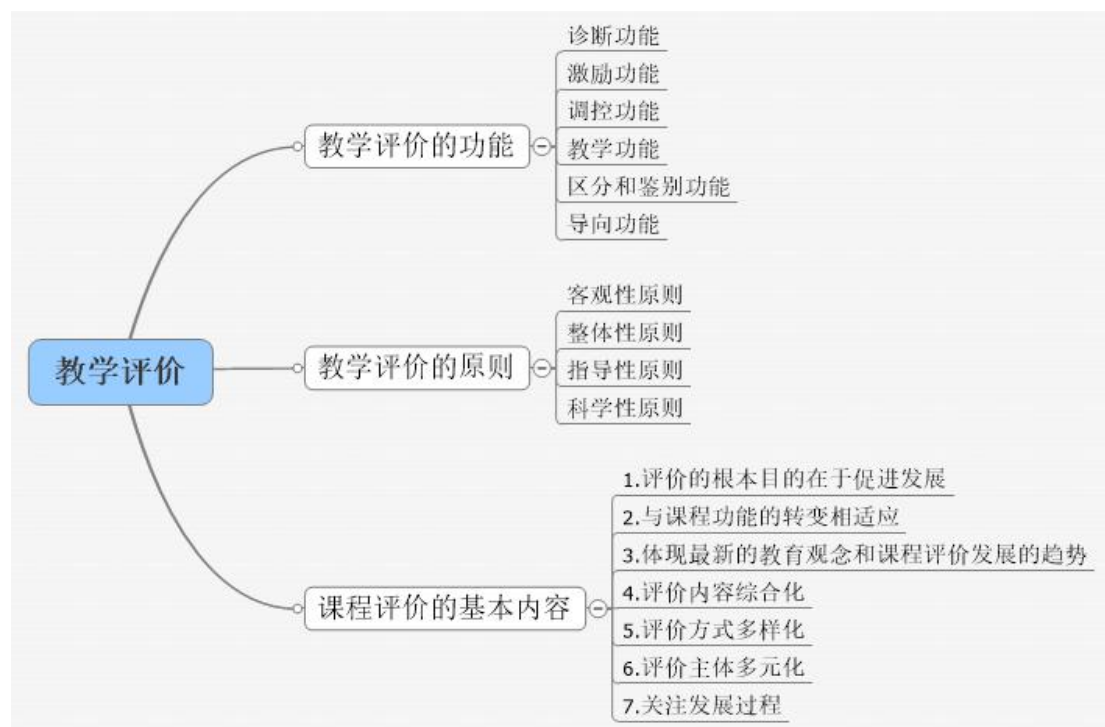 教学评价
教学评价的功能
诊断功能
激励功能
调控功能
教学功能
区分和鉴别功能
导向功能
教学评价的原则
客观性原则
整体性原则
指导性原则
科学性原则
课程评价的基本内容
1.评价的根本目的在于促进发展
2.与课程功能的转变相适应
3.体现最新的教育观念和课程评价发展的趋势
4.评价内容综合化
5.评价方式多样化
6.评价主体多元化
7.关注发展过程